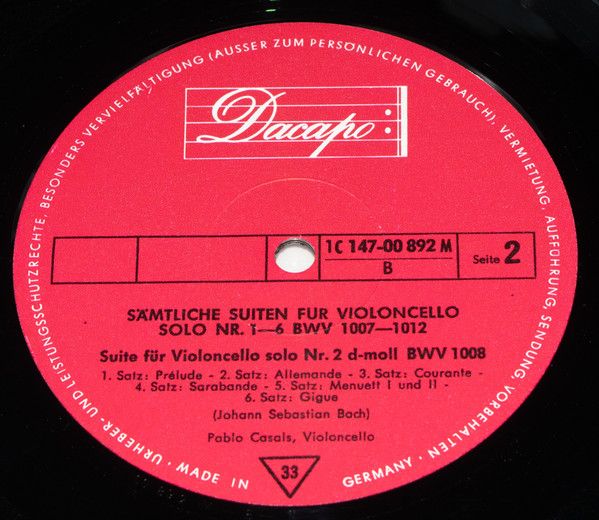 URHEBER- UND LEISTUNGSSCHUTZRECHTE, BESONDERS VERVIELFÄLTIGUNG (AUSSER ZUM PERSÖNLICHEN GEBRAUCH), VERMIETUNG, AUFFÜHRUNG, SENDUNG, VORBEHALTEN · MADE IN GERMANY ·
Dacapo
1C 147-00 892 M
B
Seite 2
SÄMTLICHE SUITEN FÜR VIOLONCELLO
SOLO NR. 1—6 BWV 1007—1012
Suite für Violoncello solo Nr. 2 d-moll BWV 1008
1. Satz: Prélude - 2. Satz: Allemande - 3. Satz: Courante -
4. Satz: Sarabande - 5. Satz: Menuett I und II -
6. Satz: Gigue
(Johann Sebastian Bach)
Pablo Casals, Violoncello
33